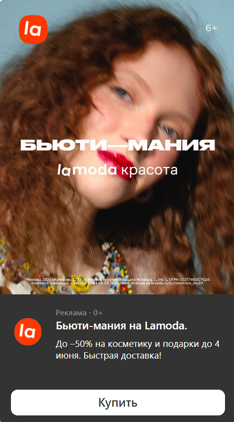 la
6+
БЬЮТИ—МАНИЯ
lamoda красота
la
Реклама · 0+
Бьюти-мания на Lamoda.
До –50% на косметику и подарки до 4
июня. Быстрая доставка!
Купить